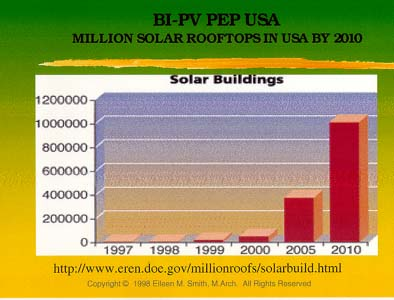 BI-PV PEP USA
MILLION SOLAR ROOFTOPS IN USA BY 2010
Solar Buildings
1200000
1000000
800000
600000
400000
200000
0
1997 1998 1999 2000 2005 2010
http://www.eren.doe.gov/millionroofs/solarbuild.html
Copyright © 1998 Eileen M. Smith, M.Arch. All Rights Reserved